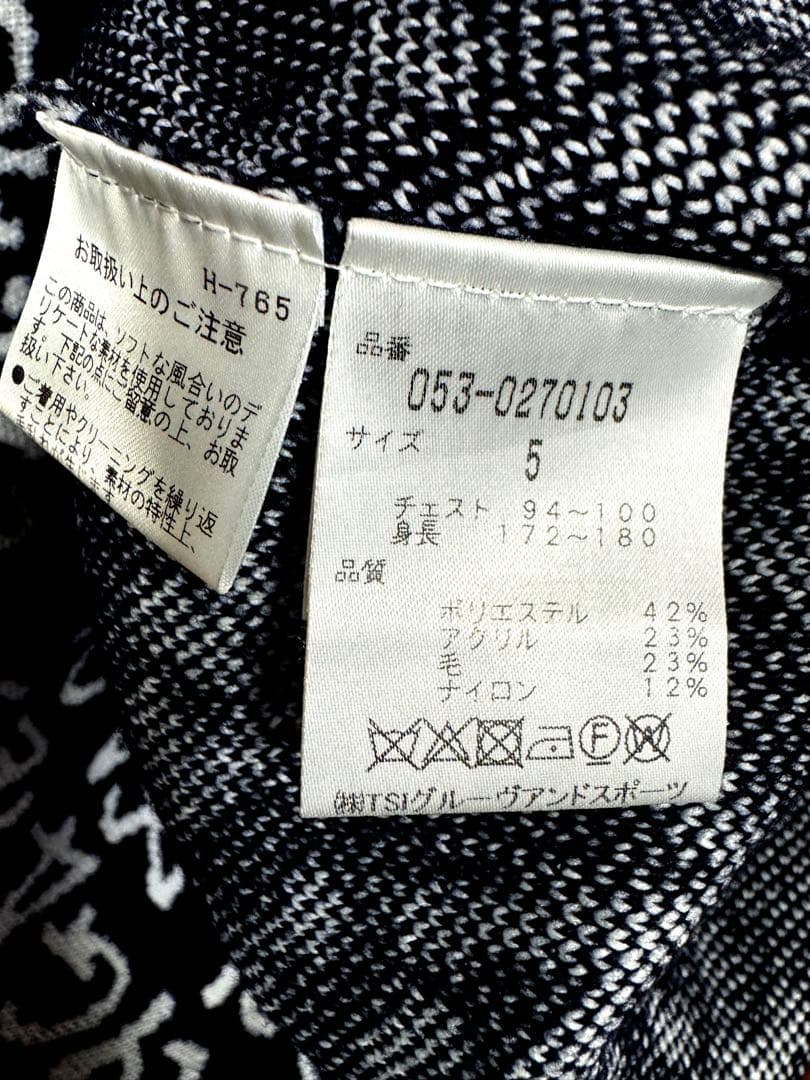 H-765
お取扱い上のご注意
この商品は、ソフトな風合いのデ
リケートな素材を使用しておりま
す。下記の点にご留意の上、お取
扱い下さい。
●ご着用やクリーニングを繰り返
すことにより、素材の特性上、
品番
053-0270103
サイズ
5
チェスト 94～100
身長 172～180
品質
ポリエステル 42%
アクリル 23%
毛 23%
ナイロン 12%
F W
㈱TSIグルーヴアンドスポーツ